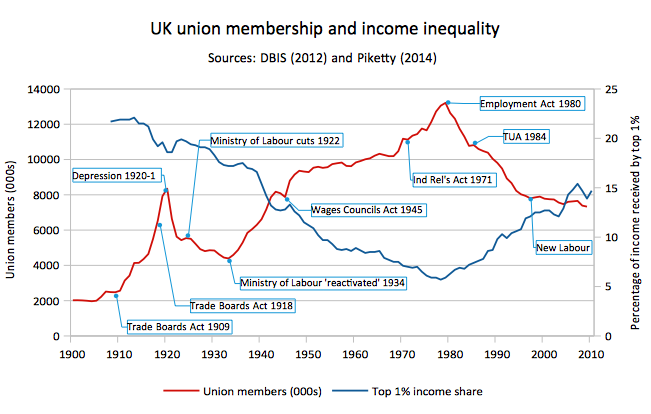 UK union membership and income inequality
Sources: DBIS (2012) and Piketty (2014)
14000
12000
10000
8000
6000
4000
2000
0
25
20
15
10
5
0
Union members (000s)
Percentage of income received by top 1%
Employment Act 1980
Ministry of Labour cuts 1922
TUA 1984
Depression 1920-1
Ind Rel's Act 1971
Wages Councils Act 1945
New Labour
Ministry of Labour 'reactivated' 1934
Trade Boards Act 1918
Trade Boards Act 1909
1900 1910 1920 1930 1940 1950 1960 1970 1980 1990 2000 2010
Union members (000s) Top 1% income share